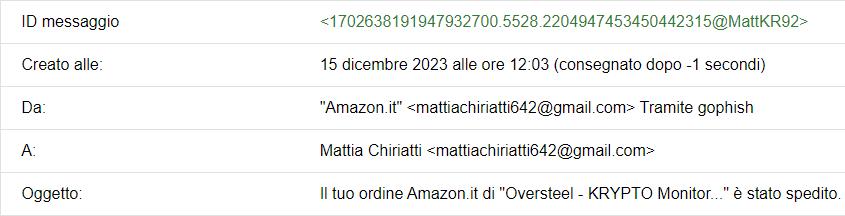 ID messaggio <1702638191947932700.5528.2204947453450442315@MattKR92>
Creato alle: 15 dicembre 2023 alle ore 12:03 (consegnato dopo -1 secondi)
Da: "Amazon.it" <mattiachiriatti642@gmail.com> Tramite gophish
A: Mattia Chiriatti <mattiachiriatti642@gmail.com>
Oggetto: Il tuo ordine Amazon.it di "Oversteel - KRYPTO Monitor..." è stato spedito.